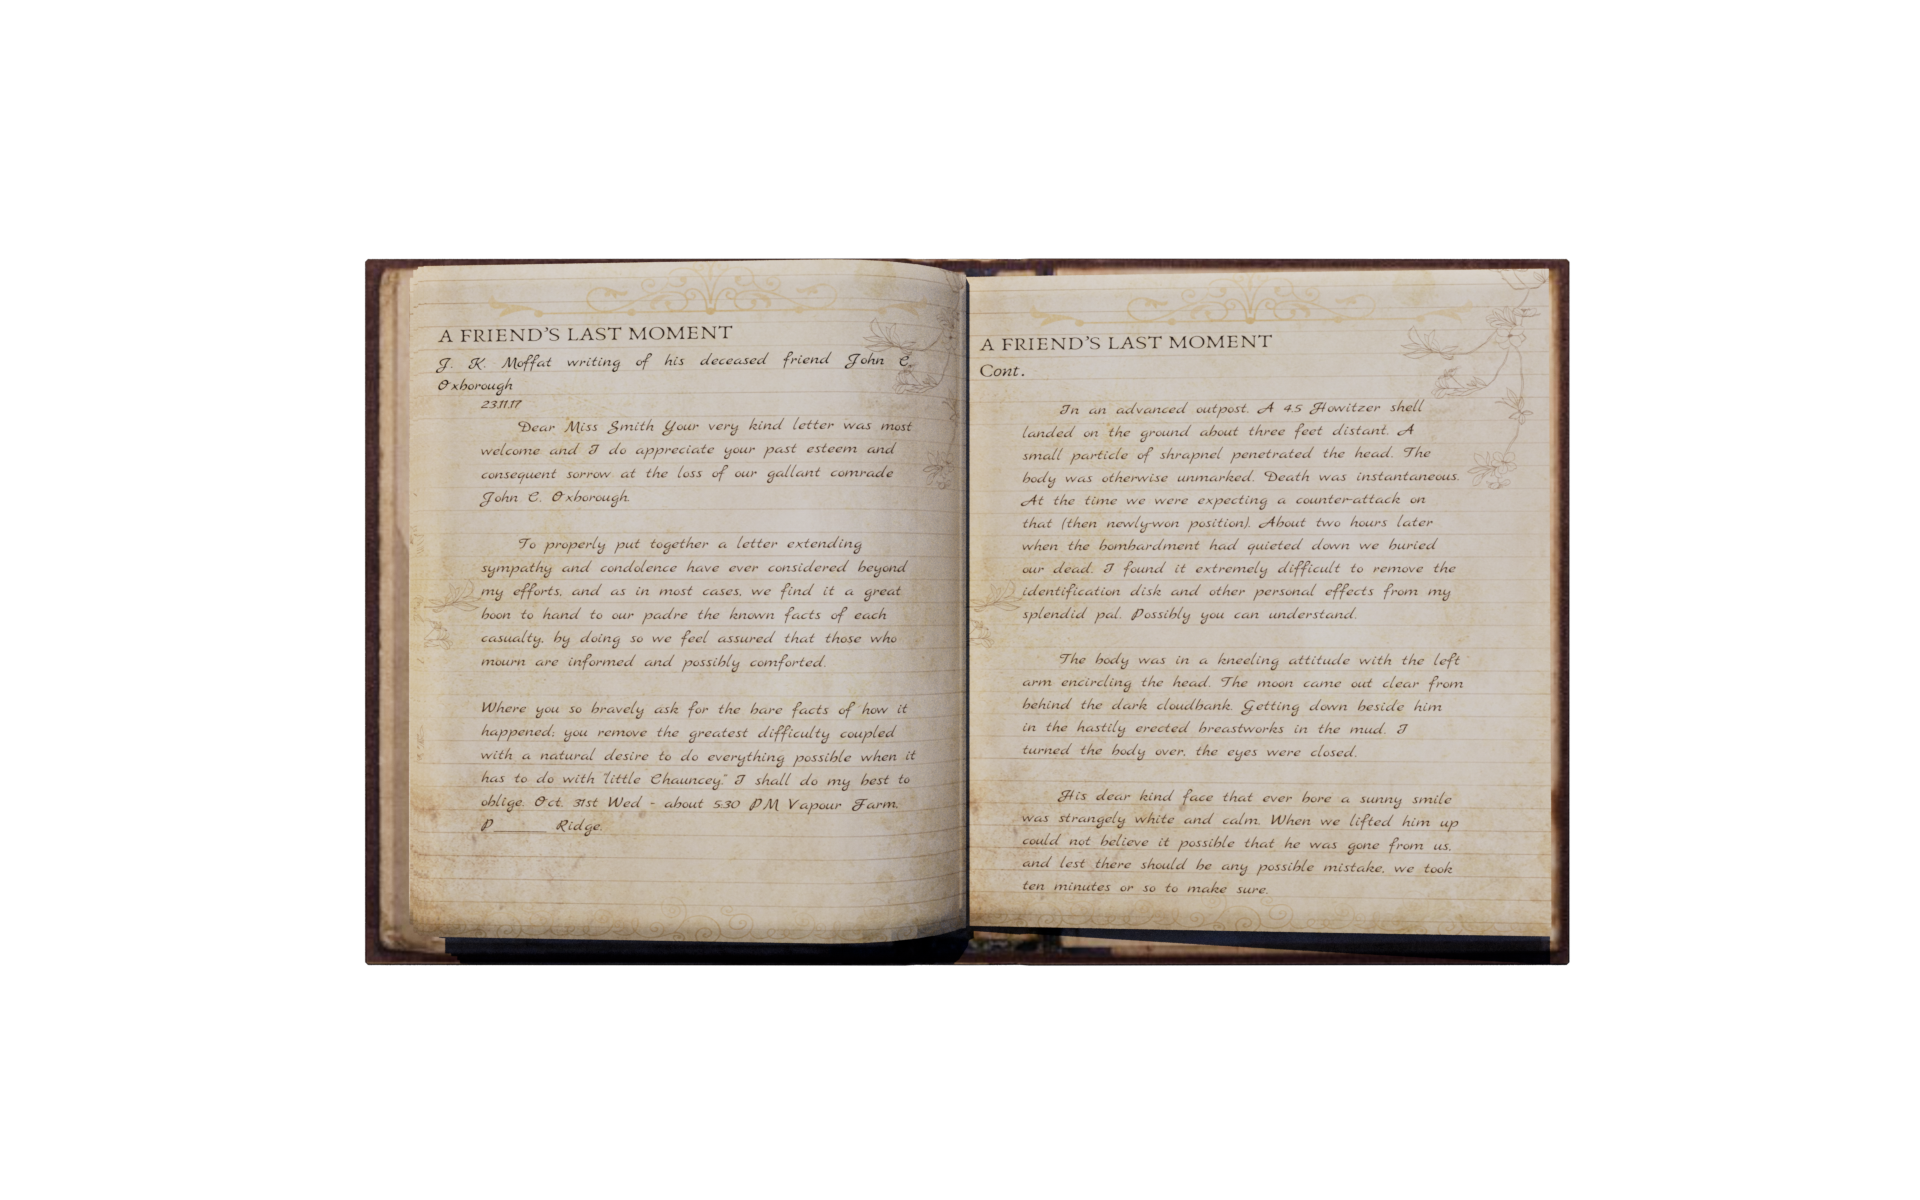 A FRIEND'S LAST MOMENT
J. K. Moffat writing of his deceased friend John C.
Oxborough
23.11.17
Dear Miss Smith Your very kind letter was most
welcome and I do appreciate your past esteem and
consequent sorrow at the loss of our gallant comrade
John C. Oxborough.
To properly put together a letter extending
sympathy and condolence have ever considered beyond
my efforts, and as in most cases, we find it a great
boon to hand to our padre the known facts of each
casualty, by doing so we feel assured that those who
mourn are informed and possibly comforted.
Where you so bravely ask for the bare facts of how it
happened; you remove the greatest difficulty coupled
with a natural desire to do everything possible when it
has to do with "little Chauncey." I shall do my best to
oblige. Oct. 31st Wed - about 5:30 PM Vapour Farm.
P______ Ridge.
A FRIEND'S LAST MOMENT
Cont.
In an advanced outpost. A 4.5 Howitzer shell
landed on the ground about three feet distant. A
small particle of shrapnel penetrated the head. The
body was otherwise unmarked. Death was instantaneous.
At the time we were expecting a counter-attack on
that (then newly-won position). About two hours later
when the bombardment had quieted down we buried
our dead. I found it extremely difficult to remove the
identification disk and other personal effects from my
splendid pal. Possibly you can understand.
The body was in a kneeling attitude with the left
arm encircling the head. The moon came out clear from
behind the dark cloudbank. Getting down beside him
in the hastily erected breastworks in the mud. I
turned the body over, the eyes were closed.
His dear kind face that ever bore a sunny smile
was strangely white and calm. When we lifted him up
could not believe it possible that he was gone from us,
and lest there should be any possible mistake, we took
ten minutes or so to make sure.